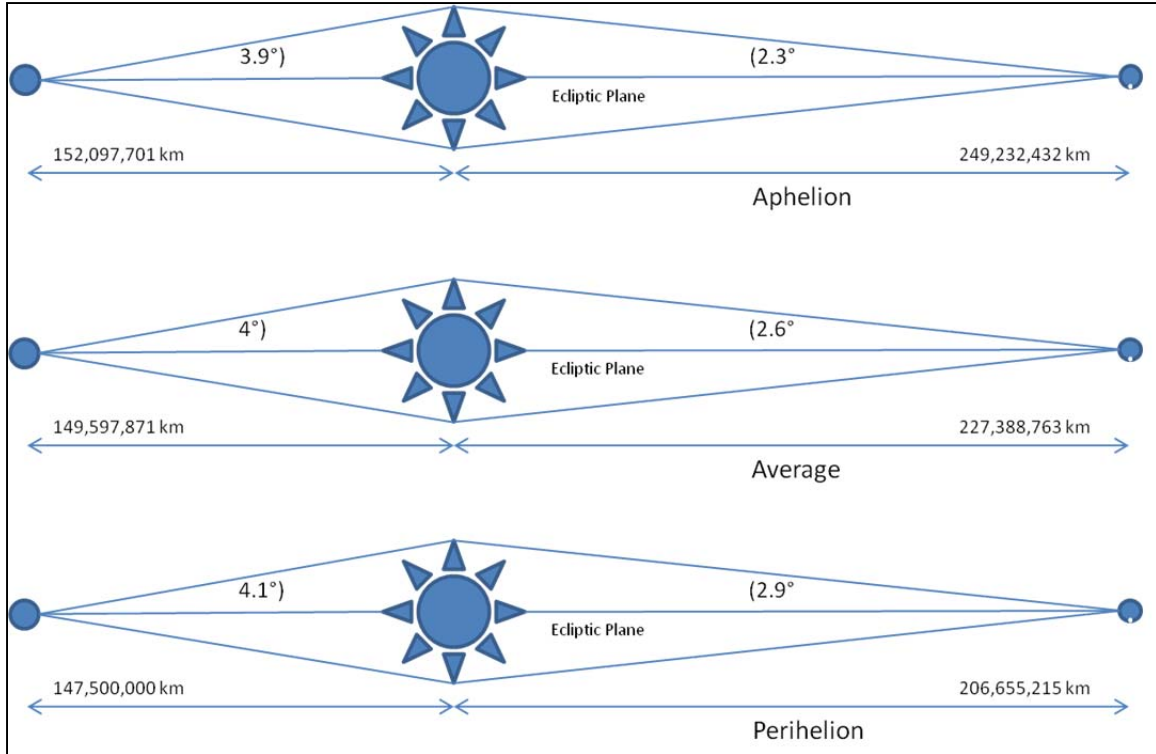 3.9°)
(2.3°
Ecliptic Plane
152,097,701 km
249,232,432 km
Aphelion
4°)
(2.6°
Ecliptic Plane
149,597,871 km
227,388,763 km
Average
4.1°)
(2.9°
Ecliptic Plane
147,500,000 km
206,655,215 km
Perihelion